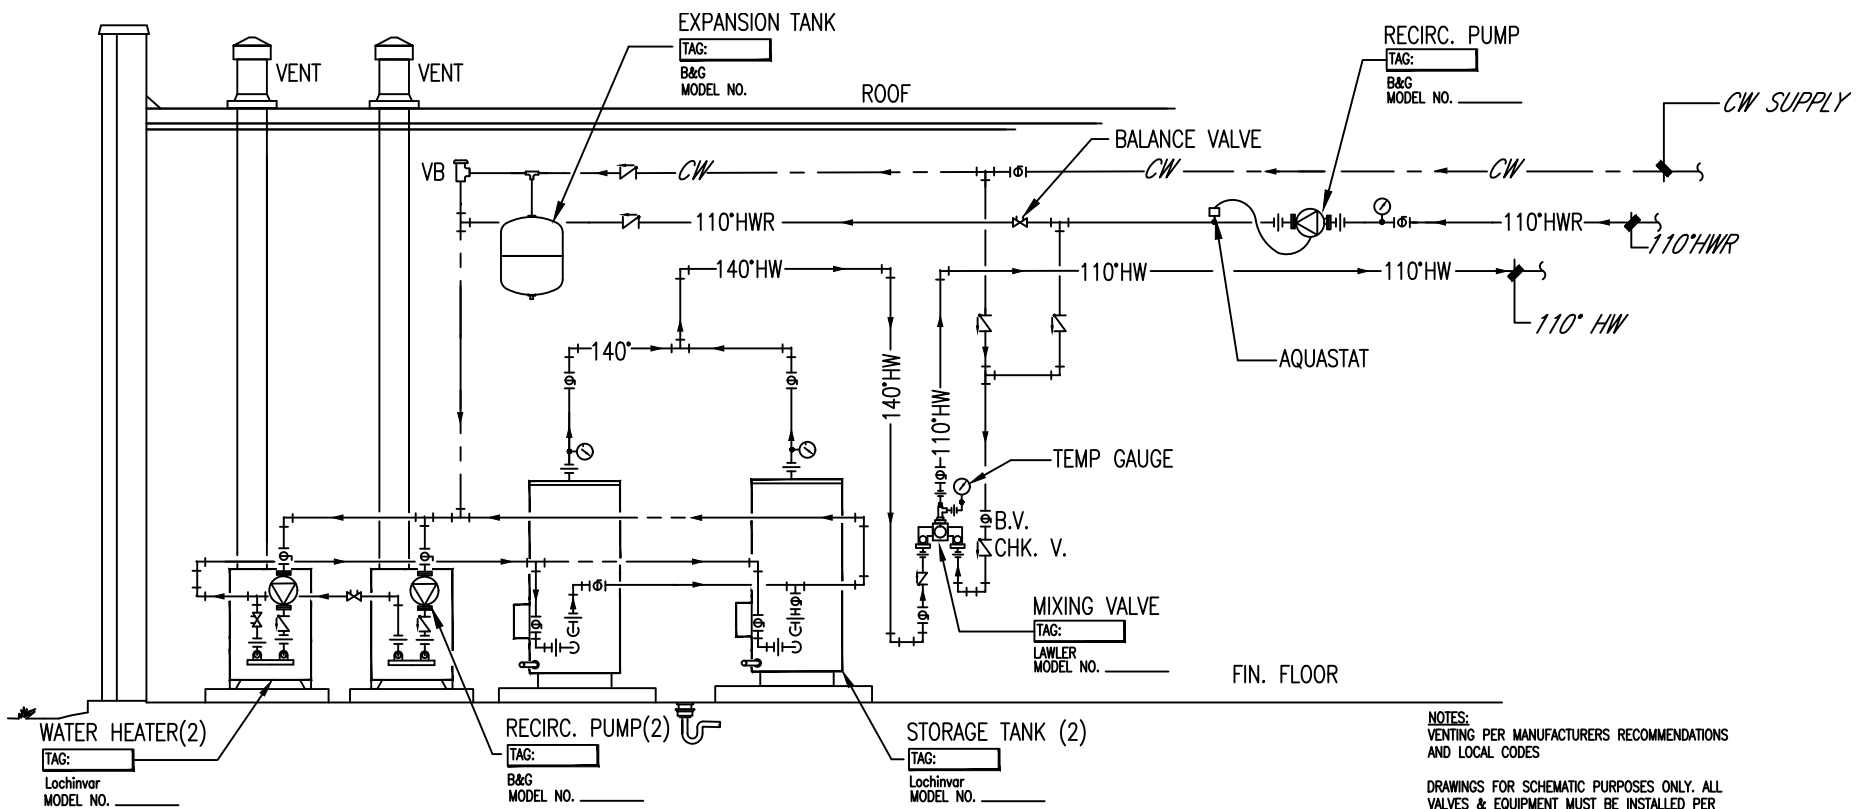 EXPANSION TANK
TAG:
B&G
MODEL NO.
RECIRC. PUMP
TAG:
B&G
MODEL NO.
VENT
VENT
ROOF
CW SUPPLY
BALANCE VALVE
VB
CW
CW
CW
110°HWR
110°HWR
110°HWR
140°HW
110°HW
110°HW
110° HW
140°
AQUASTAT
140°HW
110°HW
TEMP GAUGE
B.V.
CHK. V.
MIXING VALVE
TAG:
LAWLER
MODEL NO.
FIN. FLOOR
WATER HEATER(2)
TAG:
Lochinvar
MODEL NO.
RECIRC. PUMP(2)
TAG:
B&G
MODEL NO.
STORAGE TANK (2)
TAG:
Lochinvar
MODEL NO.
NOTES:
VENTING PER MANUFACTURERS RECOMMENDATIONS
AND LOCAL CODES
DRAWINGS FOR SCHEMATIC PURPOSES ONLY. ALL
VALVES & EQUIPMENT MUST BE INSTALLED PER